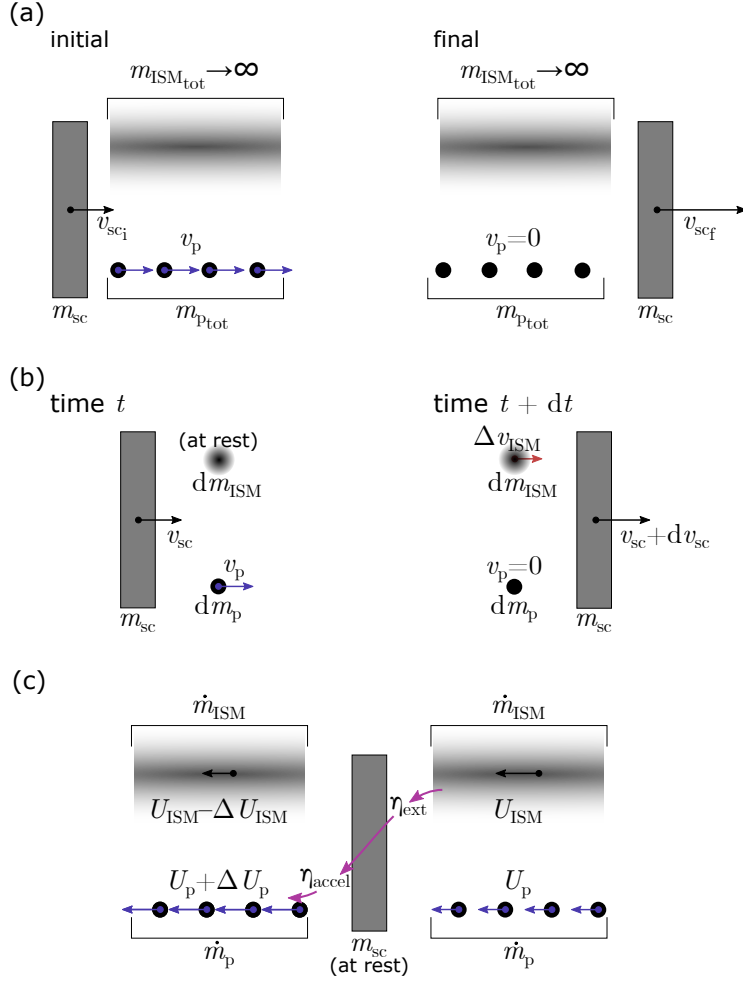 (a)
initial
final
m_ISM_tot→∞
m_ISM_tot→∞
v_sc_i
v_p
v_p=0
v_sc_f
m_sc
m_p_tot
m_p_tot
m_sc
(b)
time t
time t + dt
(at rest)
Δv_ISM
dm_ISM
dm_ISM
v_sc
v_sc+dv_sc
v_p
v_p=0
dm_p
dm_p
m_sc
m_sc
(c)
ṁ_ISM
ṁ_ISM
U_ISM−ΔU_ISM
η_ext
U_ISM
U_p+ΔU_p
η_accel
U_p
ṁ_p
m_sc
(at rest)
ṁ_p